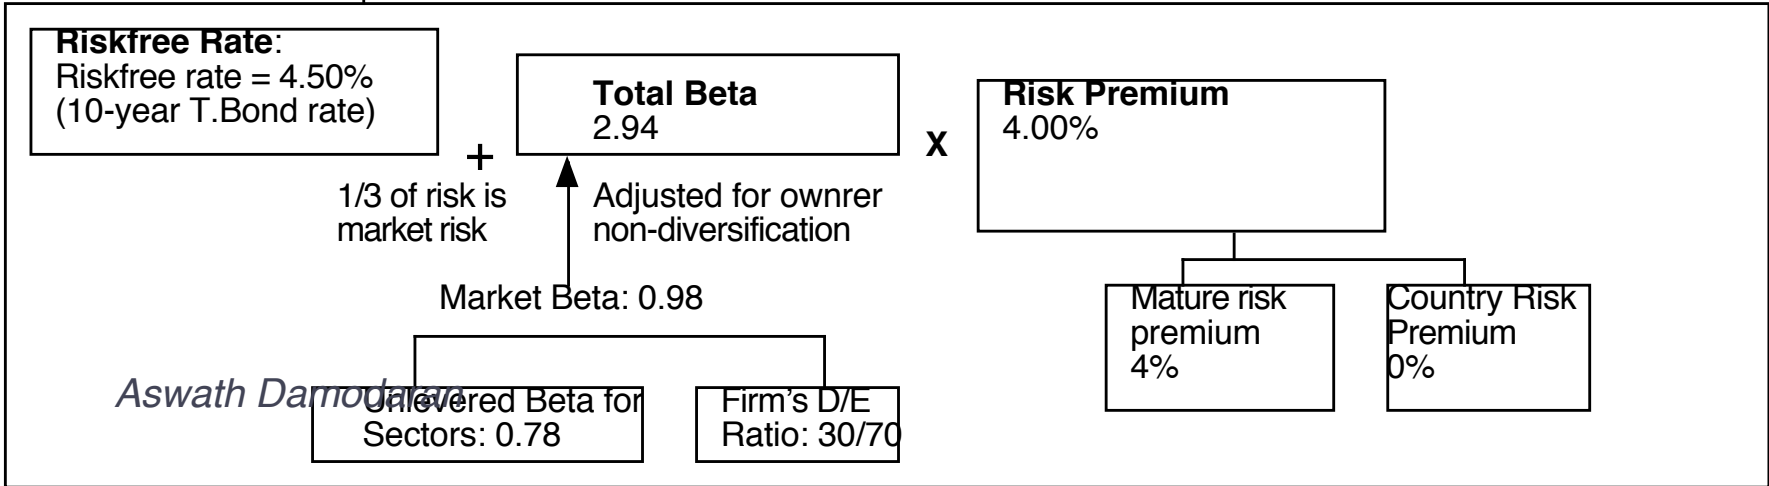 Riskfree Rate:
Riskfree rate = 4.50%
(10-year T.Bond rate)
+
Total Beta
2.94
X
Risk Premium
4.00%
1/3 of risk is
market risk
Adjusted for ownrer
non-diversification
Market Beta: 0.98
Mature risk
premium
4%
Country Risk
Premium
0%
Aswath Damodaran
Unlevered Beta for
Sectors: 0.78
Firm’s D/E
Ratio: 30/70